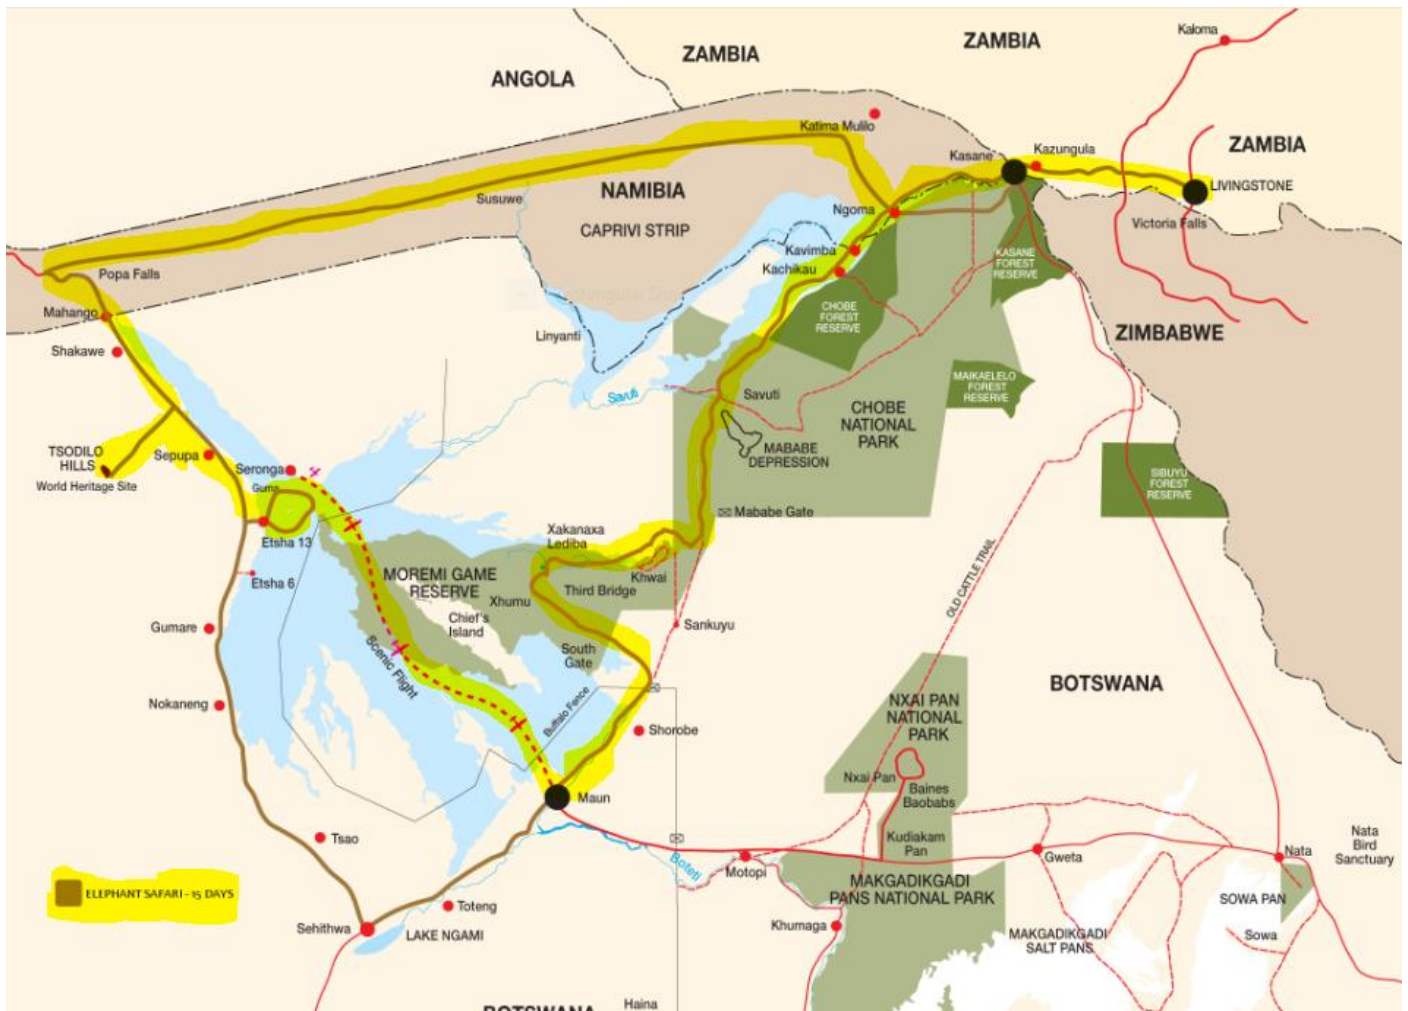 Kaloma
ZAMBIA
ZAMBIA
ANGOLA
Katima Mulilo
Kasane
Kazungula
ZAMBIA
LIVINGSTONE
Susuwe
NAMIBIA
CAPRIVI STRIP
Ngoma
Victoria Falls
Kavimba
Kachikau
KASANE
FOREST
RESERVE
Popa Falls
Mahango
CHOBE
FOREST
RESERVE
Linyanti
ZIMBABWE
Shakawe
MAIKAELELO
FOREST
RESERVE
Savuti
Savuti
CHOBE
NATIONAL
PARK
MABABE
DEPRESSION
TSODILO
HILLS
World Heritage Site
Sepupa
Seronga
Guma
SIBUYU
FOREST
RESERVE
Mababe Gate
Xakanaxa
Lediba
Etsha 13
Etsha 6
MOREMI GAME
RESERVE
Khwai
Third Bridge
Xhumu
Chief's
Island
OLD CATTLE TRAIL
Gumare
Sankuyu
South
Gate
Scenic Flight
Buffalo Fence
BOTSWANA
Nokaneng
Shorobe
NXAI PAN
NATIONAL
PARK
Nxai Pan
Baines
Baobabs
Maun
Tsao
Kudiakam
Pan
Nata
Bird
Sanctuary
Boteti
Motopi
Gweta
Nata
ELEPHANT SAFARI - 15 DAYS
MAKGADIKGADI
PANS NATIONAL PARK
SOWA PAN
Toteng
Sehithwa
LAKE NGAMI
Khumaga
MAKGADIKGADI
SALT PANS
Sowa
Haina
BOTSWANA